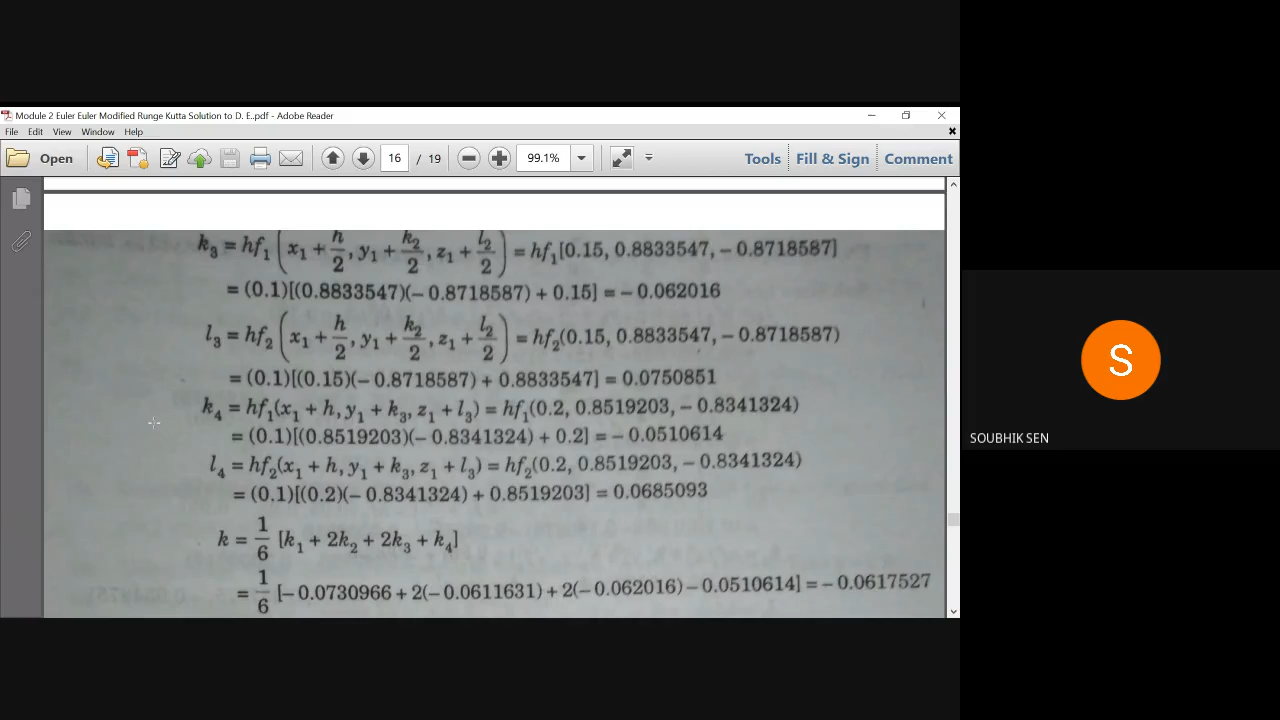 Module 2 Euler Euler Modified Runge Kutta Solution to D. E..pdf - Adobe Reader
File Edit View Window Help
Open 16 / 19 99.1% Tools Fill & Sign Comment
k₃ = hf₁ (x₁ + h/2, y₁ + k₂/2, z₁ + l₂/2) = hf₁[0.15, 0.8833547, – 0.8718587]
= (0.1)[(0.8833547)(– 0.8718587) + 0.15] = – 0.062016
l₃ = hf₂ (x₁ + h/2, y₁ + k₂/2, z₁ + l₂/2) = hf₂(0.15, 0.8833547, – 0.8718587)
= (0.1)[(0.15)(– 0.8718587) + 0.8833547] = 0.0750851
k₄ = hf₁(x₁ + h, y₁ + k₃, z₁ + l₃) = hf₁(0.2, 0.8519203, – 0.8341324)
= (0.1)[(0.8519203)(– 0.8341324) + 0.2] = – 0.0510614
l₄ = hf₂(x₁ + h, y₁ + k₃, z₁ + l₃) = hf₂(0.2, 0.8519203, – 0.8341324)
= (0.1)[(0.2)(– 0.8341324) + 0.8519203] = 0.0685093
k = 1/6 [k₁ + 2k₂ + 2k₃ + k₄]
= 1/6 [– 0.0730966 + 2(– 0.0611631) + 2(– 0.062016) – 0.0510614] = – 0.0617527
S
SOUBHIK SEN